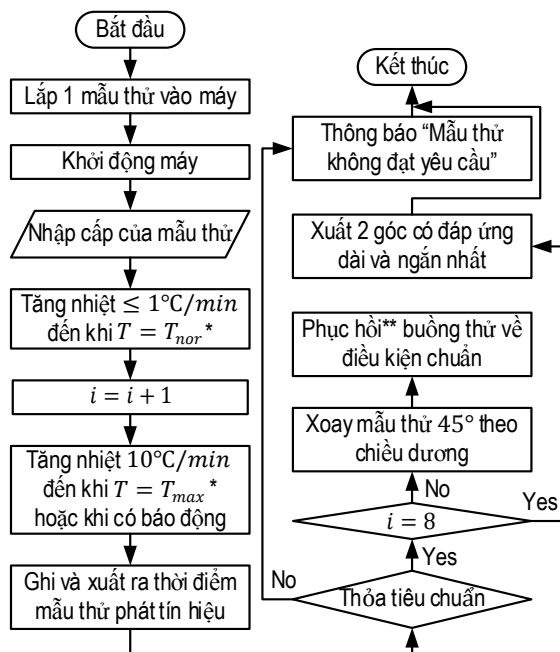 Bắt đầu
Lắp 1 mẫu thử vào máy
Khởi động máy
Nhập cấp của mẫu thử
Tăng nhiệt ≤ 1°C/min
đến khi T = T_nor*
i = i + 1
Tăng nhiệt 10°C/min
đến khi T = T_max*
hoặc khi có báo động
Ghi và xuất ra thời điểm
mẫu thử phát tín hiệu
Kết thúc
Thông báo “Mẫu thử
không đạt yêu cầu”
Xuất 2 góc có đáp ứng
dài và ngắn nhất
Phục hồi** buồng thử về
điều kiện chuẩn
Xoay mẫu thử 45° theo
chiều dương
No
Yes
i = 8
Yes
No
Thỏa tiêu chuẩn